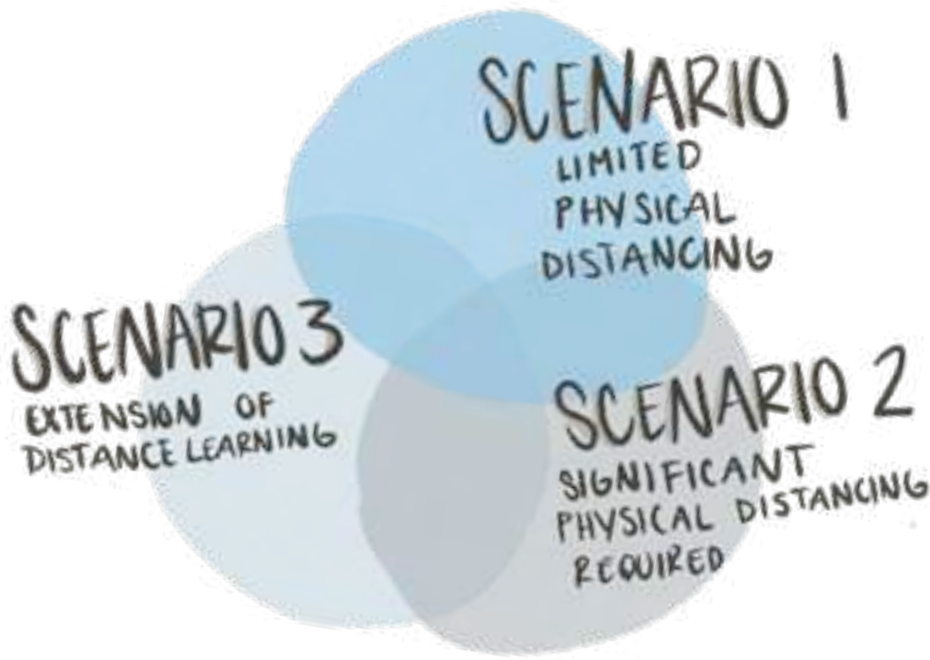 SCENARIO 1
LIMITED
PHYSICAL
DISTANCING
SCENARIO 3
EXTENSION OF
DISTANCE LEARNING
SCENARIO 2
SIGNIFICANT
PHYSICAL DISTANCING
REQUIRED